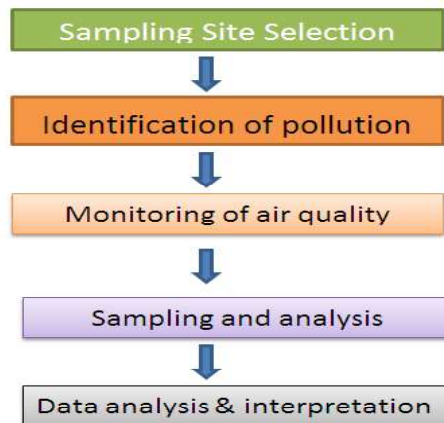 Sampling Site Selection
Identification of pollution
Monitoring of air quality
Sampling and analysis
Data analysis & interpretation